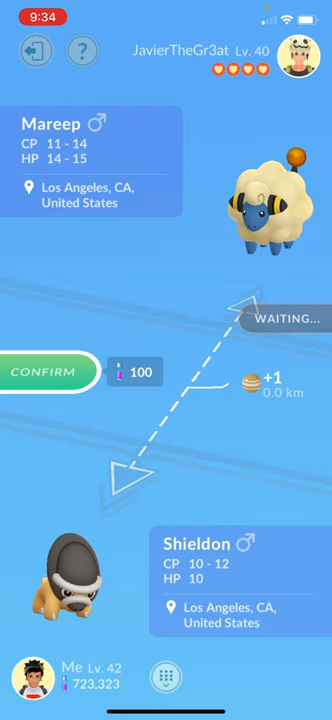 9:34
JavierTheGr3at Lv. 40
?
Mareep ♂
CP 11 - 14
HP 14 - 15
Los Angeles, CA,
United States
WAITING...
CONFIRM
100
+1
0.0 km
Shieldon ♂
CP 10 - 12
HP 10
Los Angeles, CA,
United States
Me Lv. 42
723,323